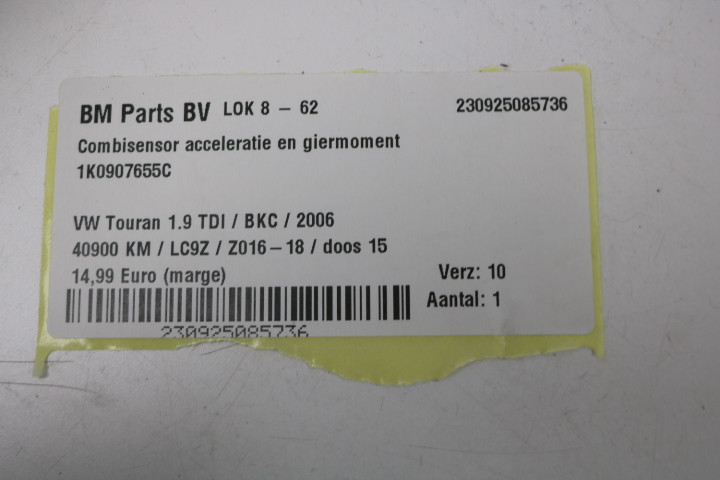 BM Parts BV LOK 8 - 62 230925085736
Combisensor acceleratie en giermoment
1K0907655C
VW Touran 1.9 TDI / BKC / 2006
40900 KM / LC9Z / Z016-18 / doos 15
14,99 Euro (marge) Verz: 10
Aantal: 1
230925085736